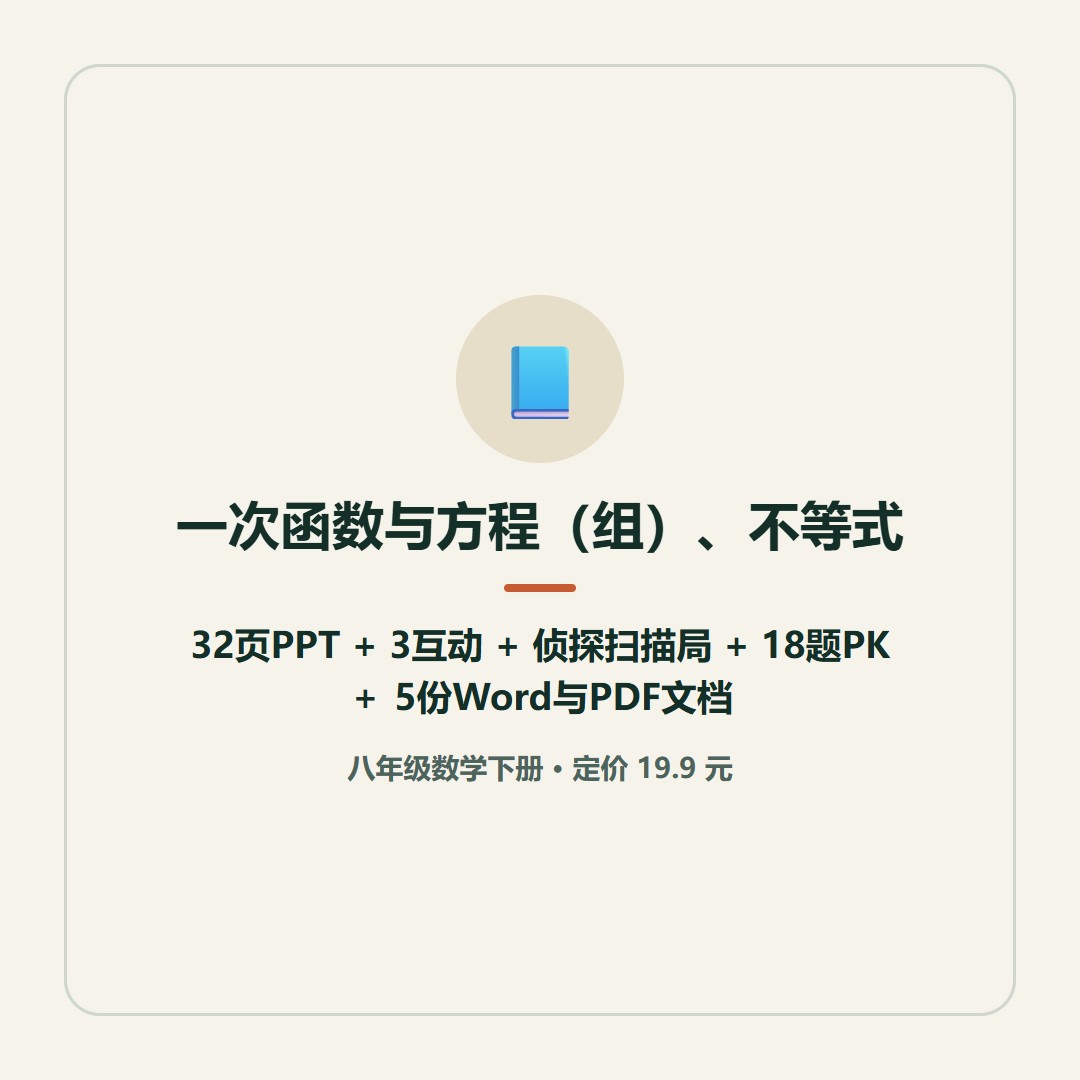 一次函数与方程（组）、不等式
32页PPT + 3互动 + 侦探扫描局 + 18题PK
+ 5份Word与PDF文档
八年级数学下册 • 定价 19.9 元